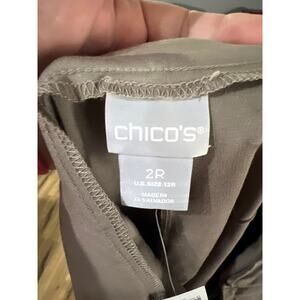 chico's®
2R
U.S. SIZE 12R
MADE IN
EL SALVADOR